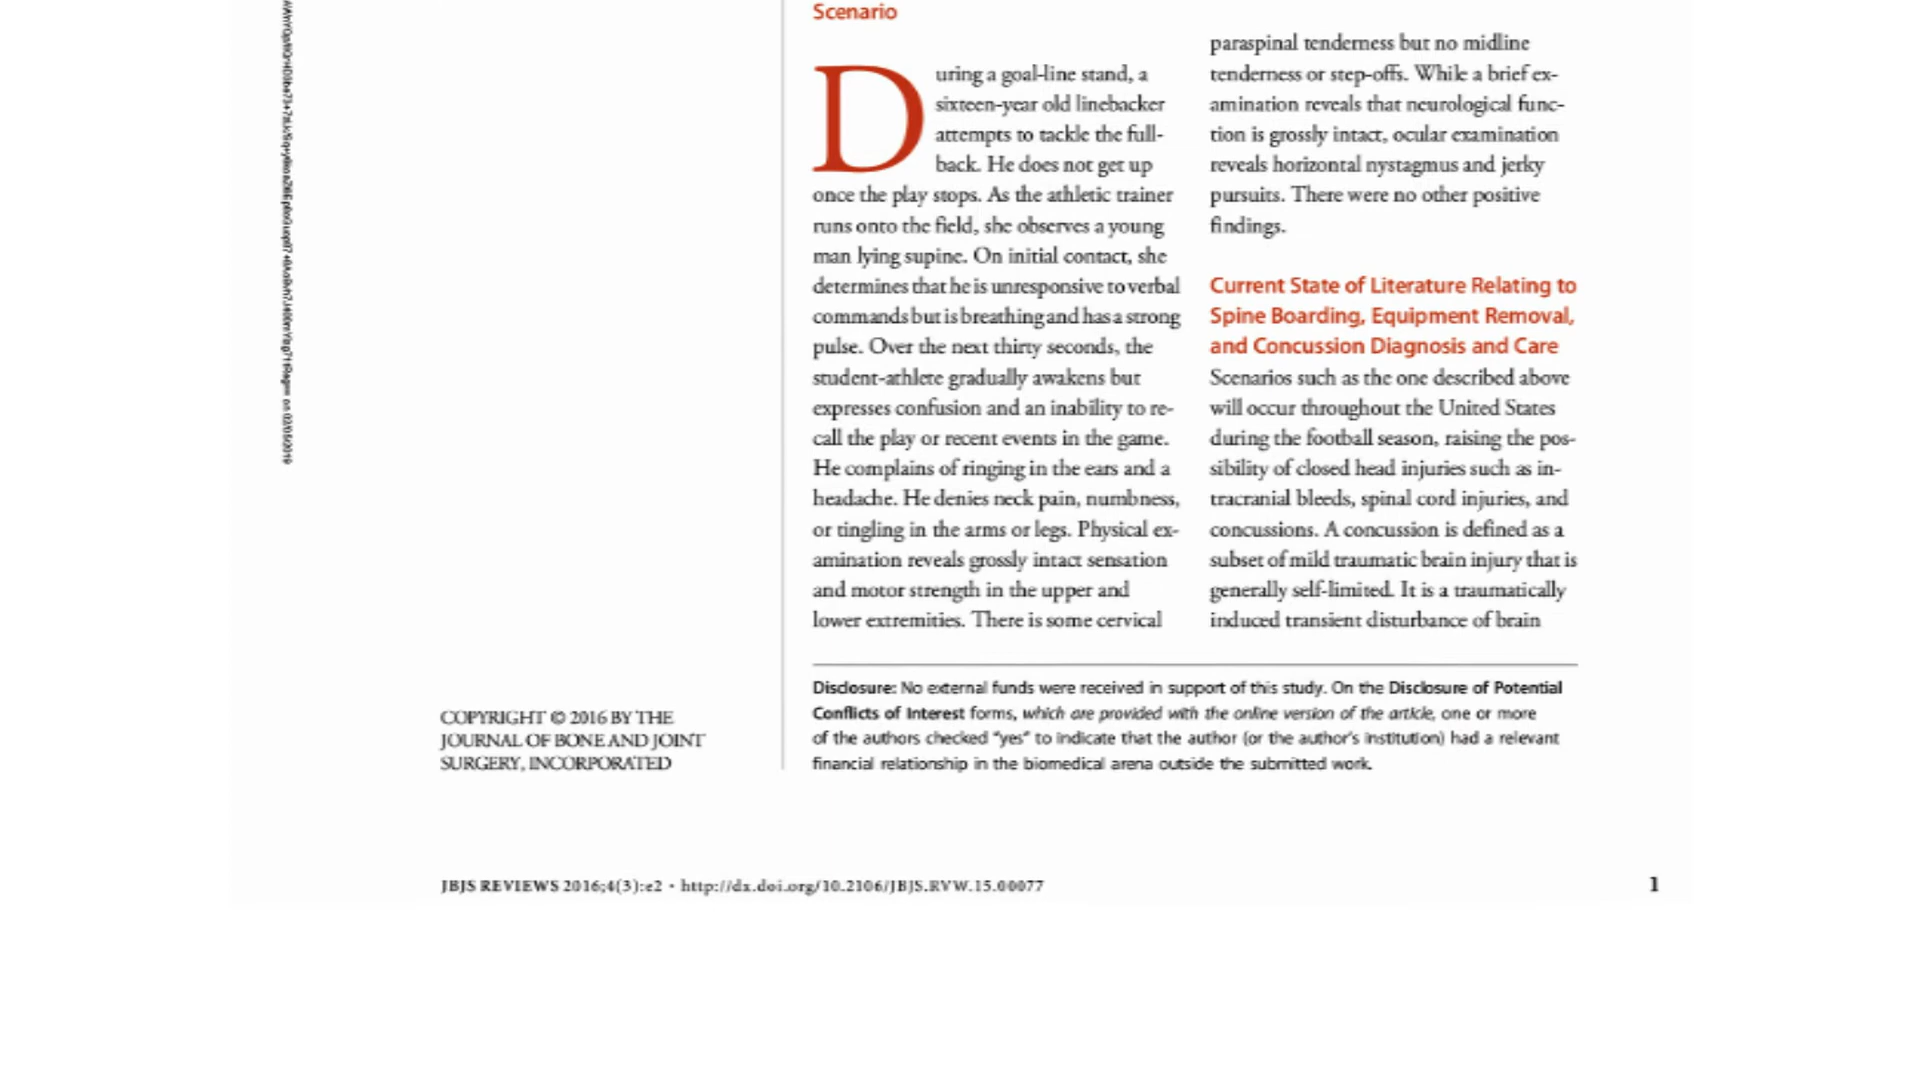 Scenario
During a goal-line stand, a
sixteen-year old linebacker
attempts to tackle the full-
back. He does not get up
once the play stops. As the athletic trainer
runs onto the field, she observes a young
man lying supine. On initial contact, she
determines that he is unresponsive to verbal
commands but is breathing and has a strong
pulse. Over the next thirty seconds, the
student-athlete gradually awakens but
expresses confusion and an inability to re-
call the play or recent events in the game.
He complains of ringing in the ears and a
headache. He denies neck pain, numbness,
or tingling in the arms or legs. Physical ex-
amination reveals grossly intact sensation
and motor strength in the upper and
lower extremities. There is some cervical
paraspinal tenderness but no midline
tenderness or step-offs. While a brief ex-
amination reveals that neurological func-
tion is grossly intact, ocular examination
reveals horizontal nystagmus and jerky
pursuits. There were no other positive
findings.
Current State of Literature Relating to
Spine Boarding, Equipment Removal,
and Concussion Diagnosis and Care
Scenarios such as the one described above
will occur throughout the United States
during the football season, raising the pos-
sibility of closed head injuries such as in-
tracranial bleeds, spinal cord injuries, and
concussions. A concussion is defined as a
subset of mild traumatic brain injury that is
generally self-limited. It is a traumatically
induced transient disturbance of brain
Disclosure: No external funds were received in support of this study. On the Disclosure of Potential
Conflicts of Interest forms, which are provided with the online version of the article, one or more
of the authors checked "yes" to indicate that the author (or the author's institution) had a relevant
financial relationship in the biomedical arena outside the submitted work.
COPYRIGHT © 2016 BY THE
JOURNAL OF BONE AND JOINT
SURGERY, INCORPORATED
JBJS REVIEWS 2016;4(3):e2 • http://dx.doi.org/10.2106/JBJS.RVW.15.00077
1
on 02/05/2019